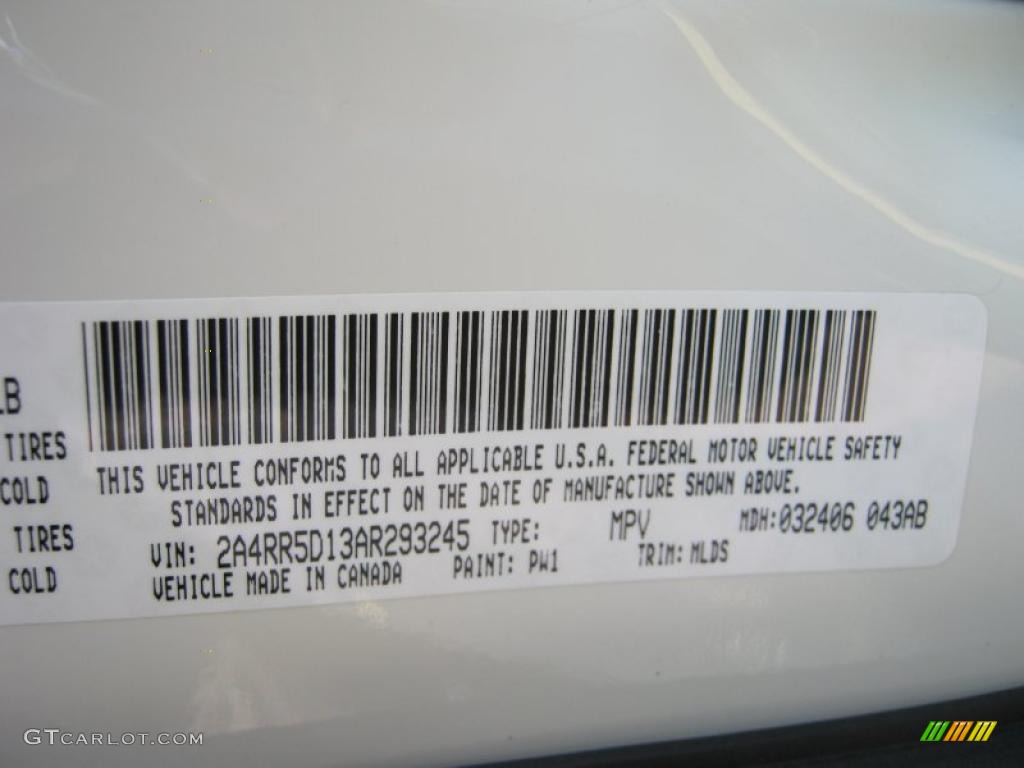 LB
TIRES
COLD
TIRES
COLD
THIS VEHICLE CONFORMS TO ALL APPLICABLE U.S.A. FEDERAL MOTOR VEHICLE SAFETY
STANDARDS IN EFFECT ON THE DATE OF MANUFACTURE SHOWN ABOVE.
VIN: 2A4RR5D13AR293245 TYPE: MPV MDH:032406 043AB
VEHICLE MADE IN CANADA PAINT: PW1 TRIM: MLDS
GTCARLOT.COM